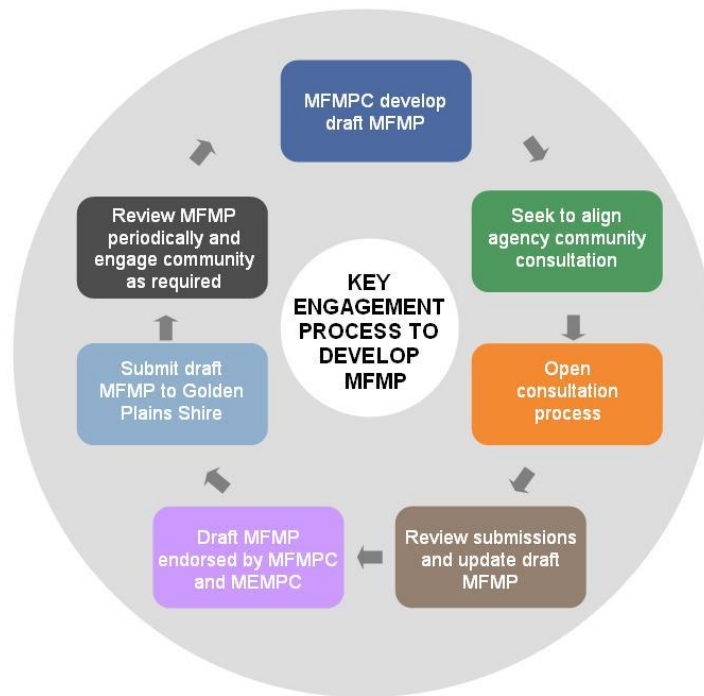 MFMPC develop
draft MFMP
Seek to align
agency community
consultation
Open
consultation
process
Review submissions
and update draft
MFMP
Draft MFMP
endorsed by MFMPC
and MEMPC
Submit draft
MFMP to Golden
Plains Shire
Review MFMP
periodically and
engage community
as required
KEY
ENGAGEMENT
PROCESS TO
DEVELOP
MFMP